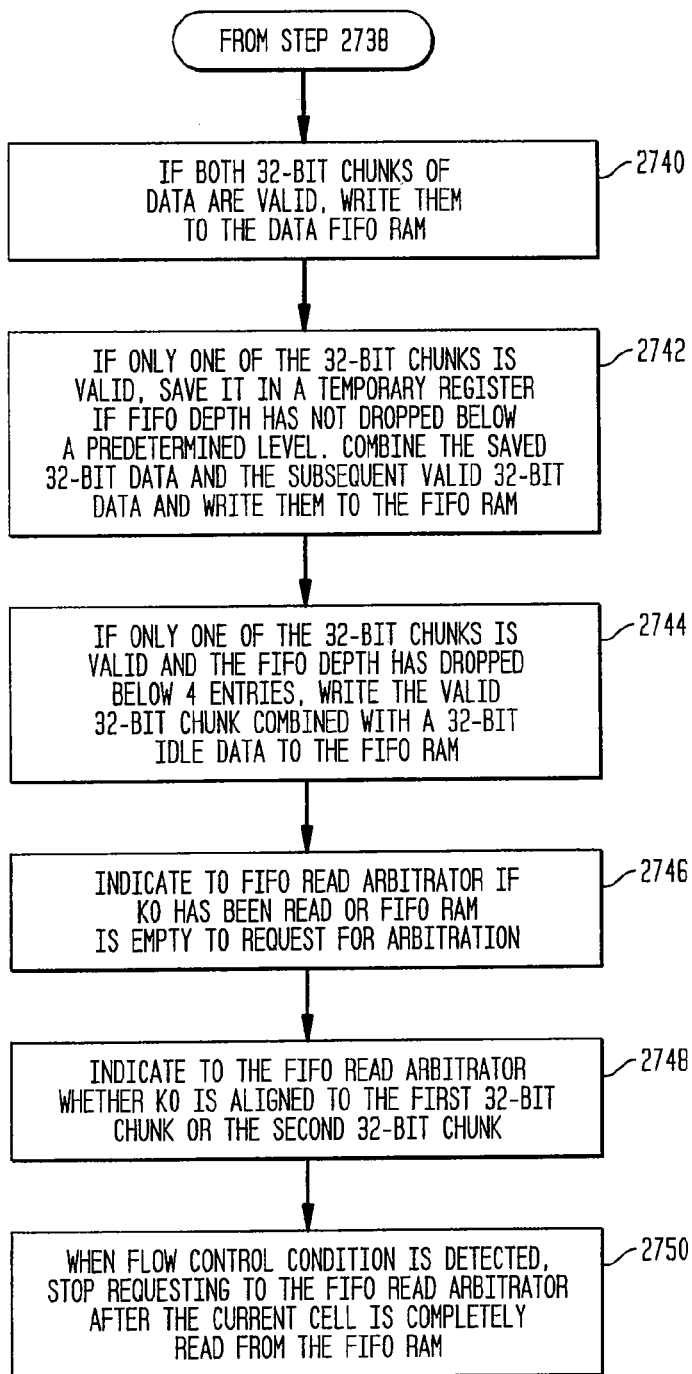 FROM STEP 2738
IF BOTH 32-BIT CHUNKS OF
DATA ARE VALID, WRITE THEM
TO THE DATA FIFO RAM
2740
IF ONLY ONE OF THE 32-BIT CHUNKS IS
VALID, SAVE IT IN A TEMPORARY REGISTER
IF FIFO DEPTH HAS NOT DROPPED BELOW
A PREDETERMINED LEVEL. COMBINE THE SAVED
32-BIT DATA AND THE SUBSEQUENT VALID 32-BIT
DATA AND WRITE THEM TO THE FIFO RAM
2742
IF ONLY ONE OF THE 32-BIT CHUNKS IS
VALID AND THE FIFO DEPTH HAS DROPPED
BELOW 4 ENTRIES, WRITE THE VALID
32-BIT CHUNK COMBINED WITH A 32-BIT
IDLE DATA TO THE FIFO RAM
2744
INDICATE TO FIFO READ ARBITRATOR IF
K0 HAS BEEN READ OR FIFO RAM
IS EMPTY TO REQUEST FOR ARBITRATION
2746
INDICATE TO THE FIFO READ ARBITRATOR
WHETHER K0 IS ALIGNED TO THE FIRST 32-BIT
CHUNK OR THE SECOND 32-BIT CHUNK
2748
WHEN FLOW CONTROL CONDITION IS DETECTED,
STOP REQUESTING TO THE FIFO READ ARBITRATOR
AFTER THE CURRENT CELL IS COMPLETELY
READ FROM THE FIFO RAM
2750